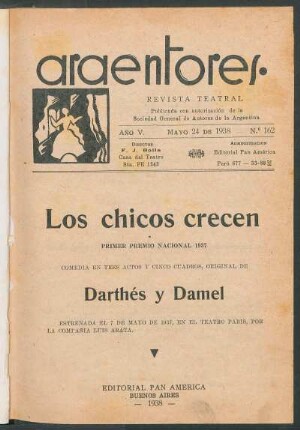 argentores.
REVISTA TEATRAL
Publicada con autorización de la
Sociedad General de Autores de la Argentina
AÑO V. MAYO 24 DE 1938 N.º 162
Director
F. J. Bolla
Casa del Teatro
Sta. FE 1243
Administración
Editorial Pan América
Perú 677 - 33-
Los chicos crecen
PRIMER PREMIO NACIONAL 1937
COMEDIA EN TRES ACTOS Y CINCO CUADROS, ORIGINAL DE
Darthés y Damel
ESTRENADA EL 7 DE MAYO DE 1937, EN EL TEATRO PARIS, POR
LA COMPAÑIA LUIS ARATA.
EDITORIAL PAN AMERICA
BUENOS AIRES
— 1938 —